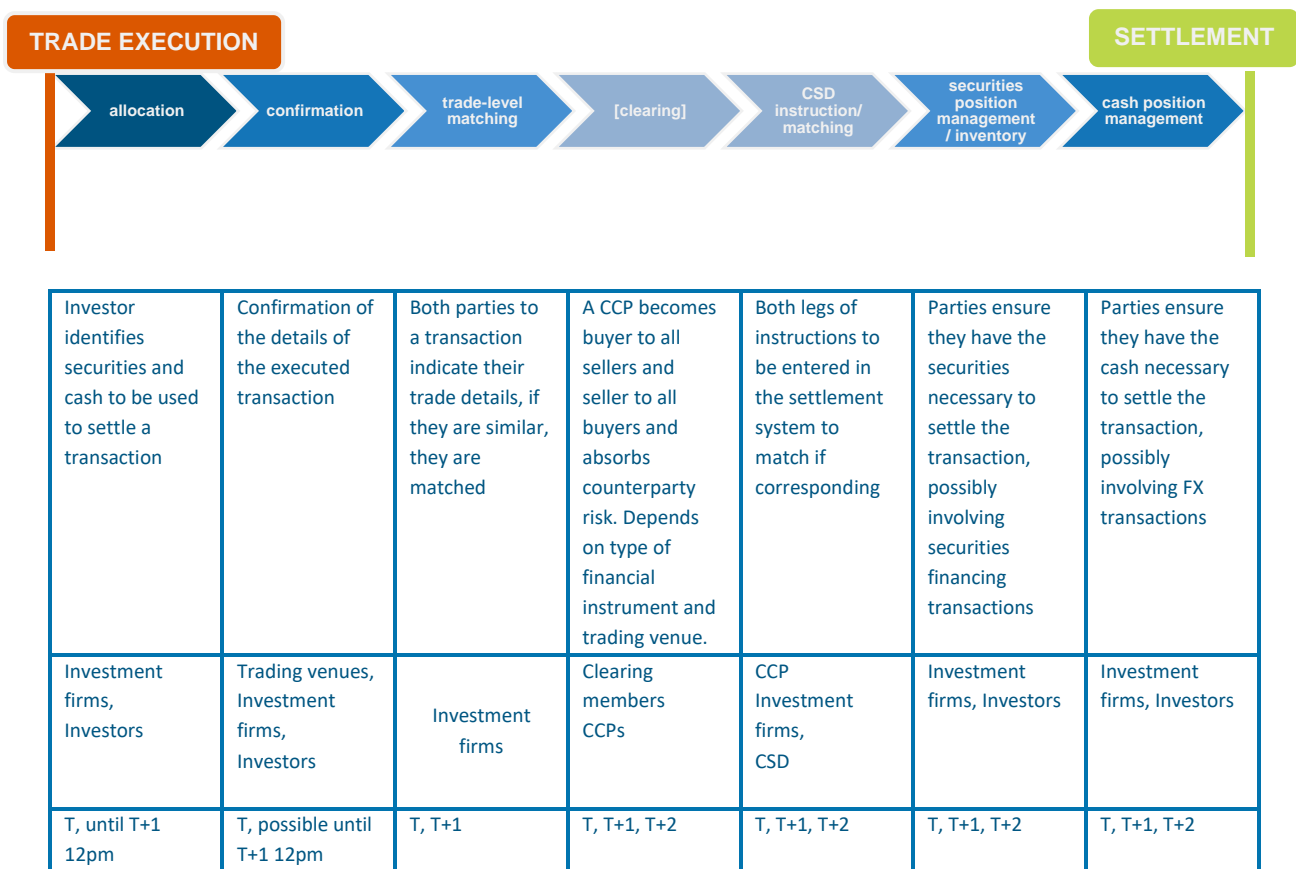 TRADE EXECUTION
SETTLEMENT
allocation
confirmation
trade-level
matching
[clearing]
CSD
instruction/
matching
securities
position
management
/ inventory
cash position
management
Investor
identifies
securities and
cash to be used
to settle a
transaction
Confirmation of
the details of
the executed
transaction
Both parties to
a transaction
indicate their
trade details, if
they are similar,
they are
matched
A CCP becomes
buyer to all
sellers and
seller to all
buyers and
absorbs
counterparty
risk. Depends
on type of
financial
instrument and
trading venue.
Both legs of
instructions to
be entered in
the settlement
system to
match if
corresponding
Parties ensure
they have the
securities
necessary to
settle the
transaction,
possibly
involving
securities
financing
transactions
Parties ensure
they have the
cash necessary
to settle the
transaction,
possibly
involving FX
transactions
Investment
firms,
Investors
Trading venues,
Investment
firms,
Investors
Investment
firms
Clearing
members
CCPs
CCP
Investment
firms,
CSD
Investment
firms, Investors
Investment
firms, Investors
T, until T+1
12pm
T, possible until
T+1 12pm
T, T+1
T, T+1, T+2
T, T+1, T+2
T, T+1, T+2
T, T+1, T+2